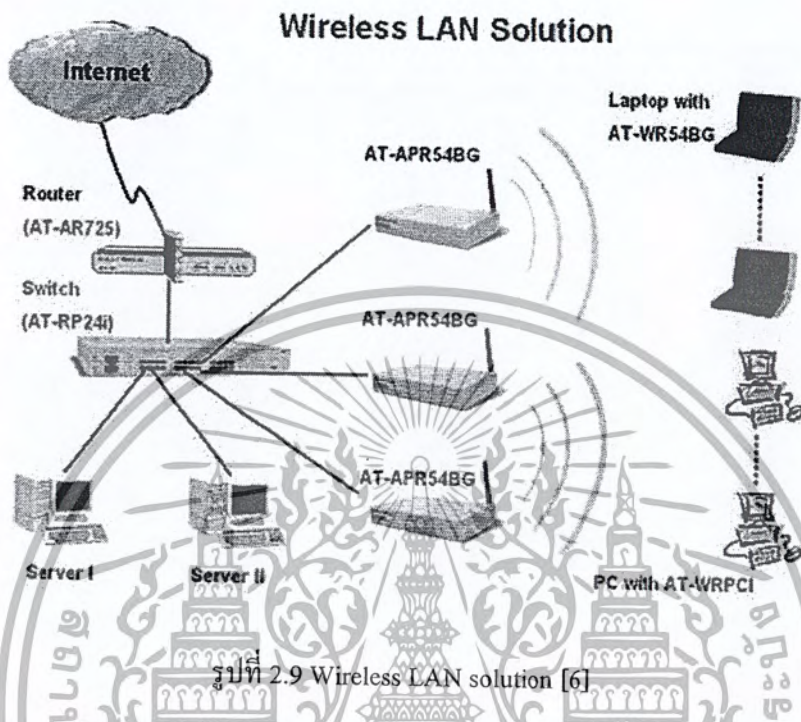 Wireless LAN Solution
Internet
Laptop with
AT-WR54BG
AT-APR54BG
Router
(AT-AR725)
Switch
(AT-RP24i)
AT-APR54BG
AT-APR54BG
Server I
Server II
PC with AT-WRPCI
รูปที่ 2.9 Wireless LAN solution [6]